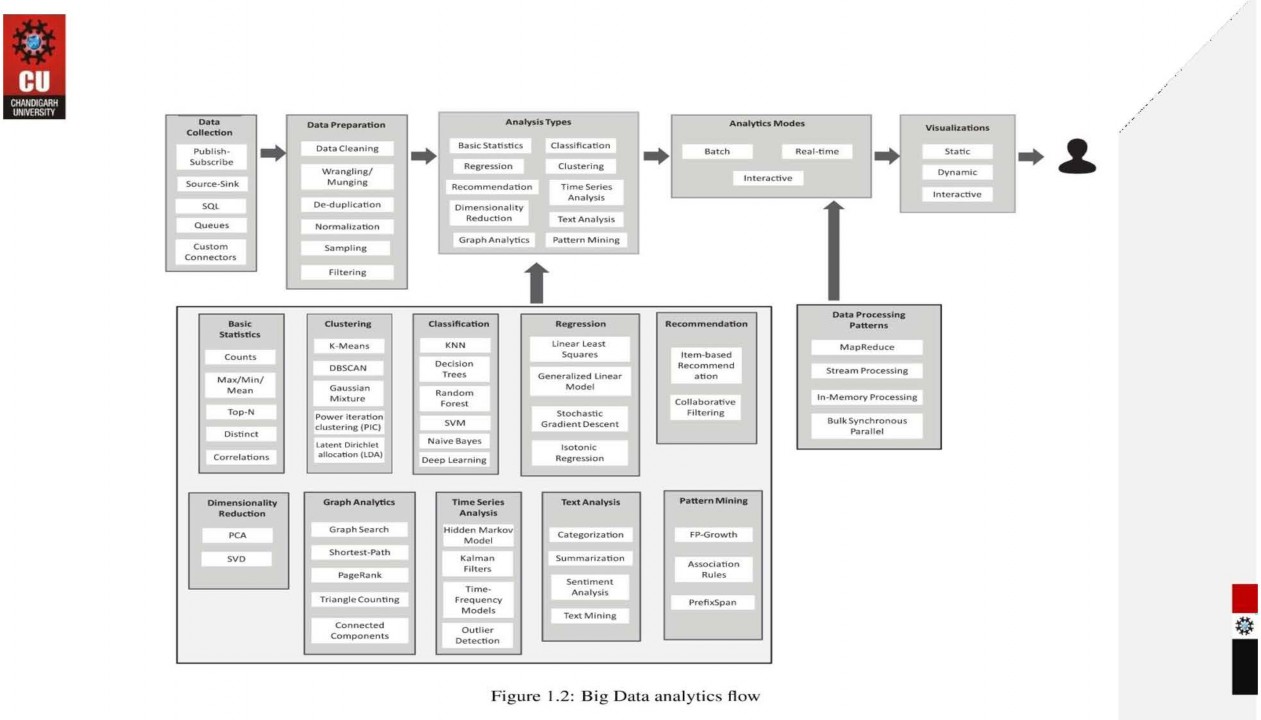 CU
CHANDIGARH
UNIVERSITY
Data
Collection
Publish-
Subscribe
Source-Sink
SQL
Queues
Custom
Connectors
Data Preparation
Data Cleaning
Wrangling/
Munging
De-duplication
Normalization
Sampling
Filtering
Analysis Types
Basic Statistics
Classification
Regression
Clustering
Recommendation
Time Series
Analysis
Dimensionality
Reduction
Text Analysis
Graph Analytics
Pattern Mining
Analytics Modes
Batch
Real-time
Interactive
Visualizations
Static
Dynamic
Interactive
Basic
Statistics
Counts
Max/Min/
Mean
Top-N
Distinct
Correlations
Clustering
K-Means
DBSCAN
Gaussian
Mixture
Power iteration
clustering (PIC)
Latent Dirichlet
allocation (LDA)
Classification
KNN
Decision
Trees
Random
Forest
SVM
Naive Bayes
Deep Learning
Regression
Linear Least
Squares
Generalized Linear
Model
Stochastic
Gradient Descent
Isotonic
Regression
Recommendation
Item-based
Recommend
ation
Collaborative
Filtering
Data Processing
Patterns
MapReduce
Stream Processing
In-Memory Processing
Bulk Synchronous
Parallel
Dimensionality
Reduction
PCA
SVD
Graph Analytics
Graph Search
Shortest-Path
PageRank
Triangle Counting
Connected
Components
Time Series
Analysis
Hidden Markov
Model
Kalman
Filters
Time-
Frequency
Models
Outlier
Detection
Text Analysis
Categorization
Summarization
Sentiment
Analysis
Text Mining
Pattern Mining
FP-Growth
Association
Rules
PrefixSpan
Figure 1.2: Big Data analytics flow